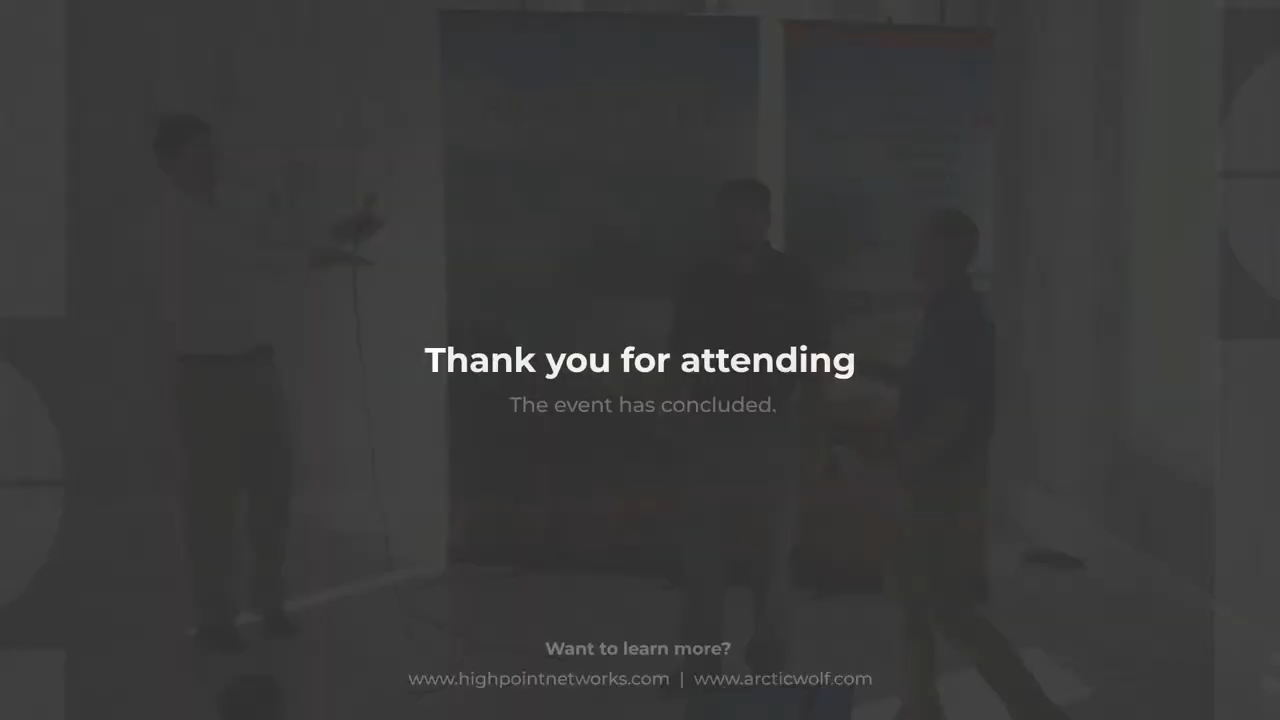 Thank you for attending
The event has concluded.
Want to learn more?
www.highpointnetworks.com | www.arcticwolf.com